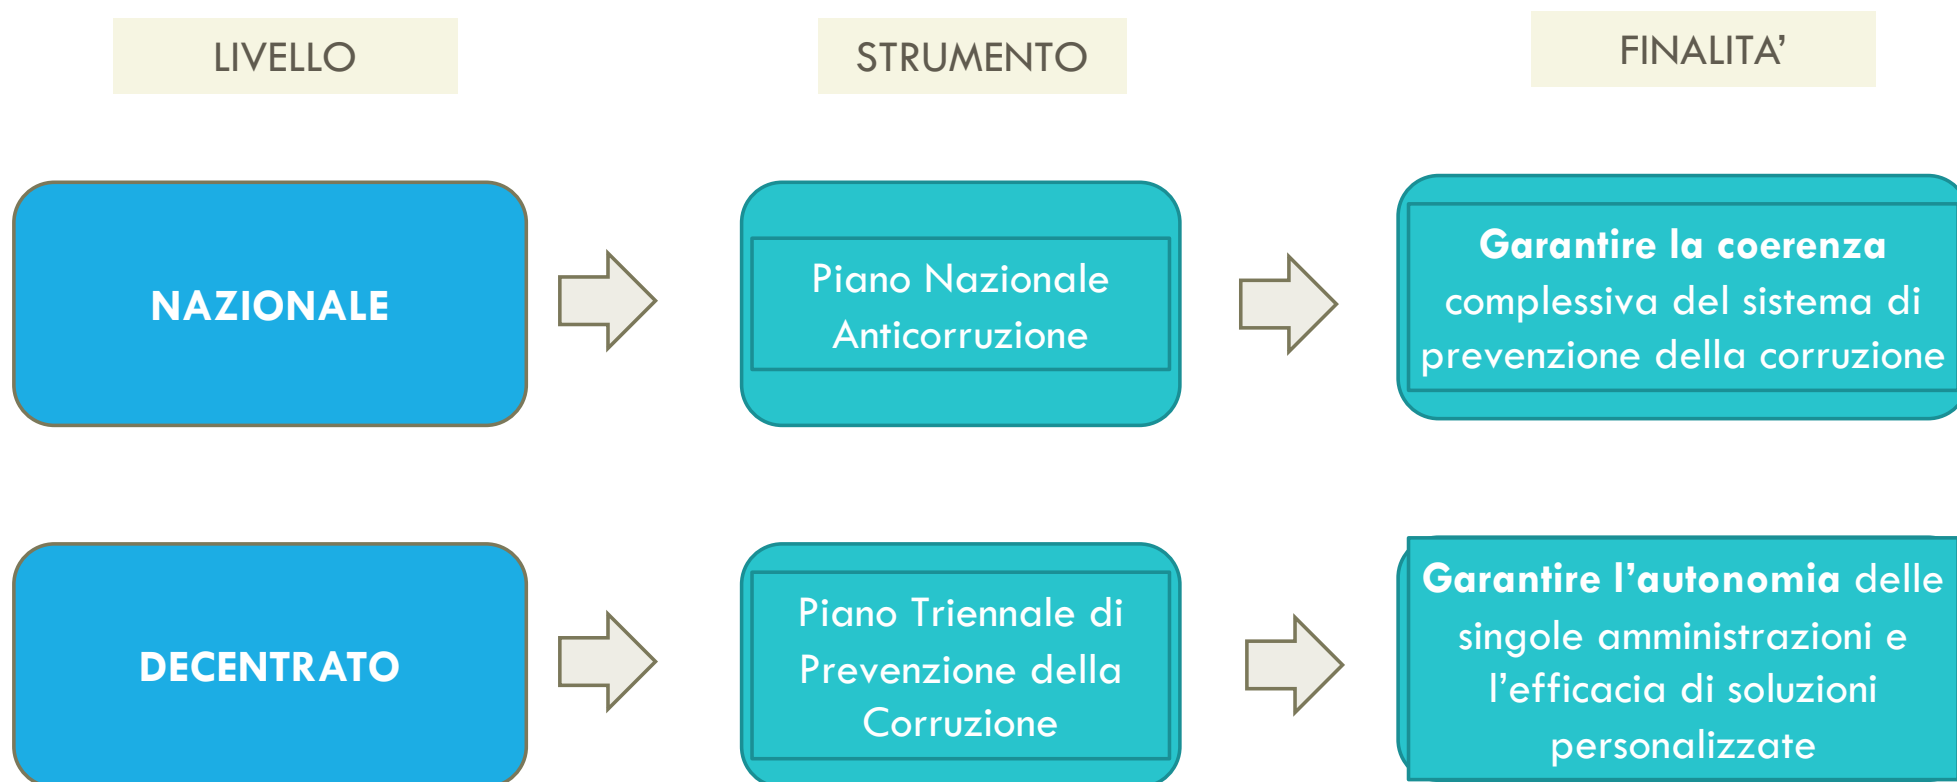 LIVELLO
STRUMENTO
FINALITA’
NAZIONALE
Piano Nazionale
Anticorruzione
Garantire la coerenza
complessiva del sistema di
prevenzione della corruzione
DECENTRATO
Piano Triennale di
Prevenzione della
Corruzione
Garantire l’autonomia delle
singole amministrazioni e
l’efficacia di soluzioni
personalizzate